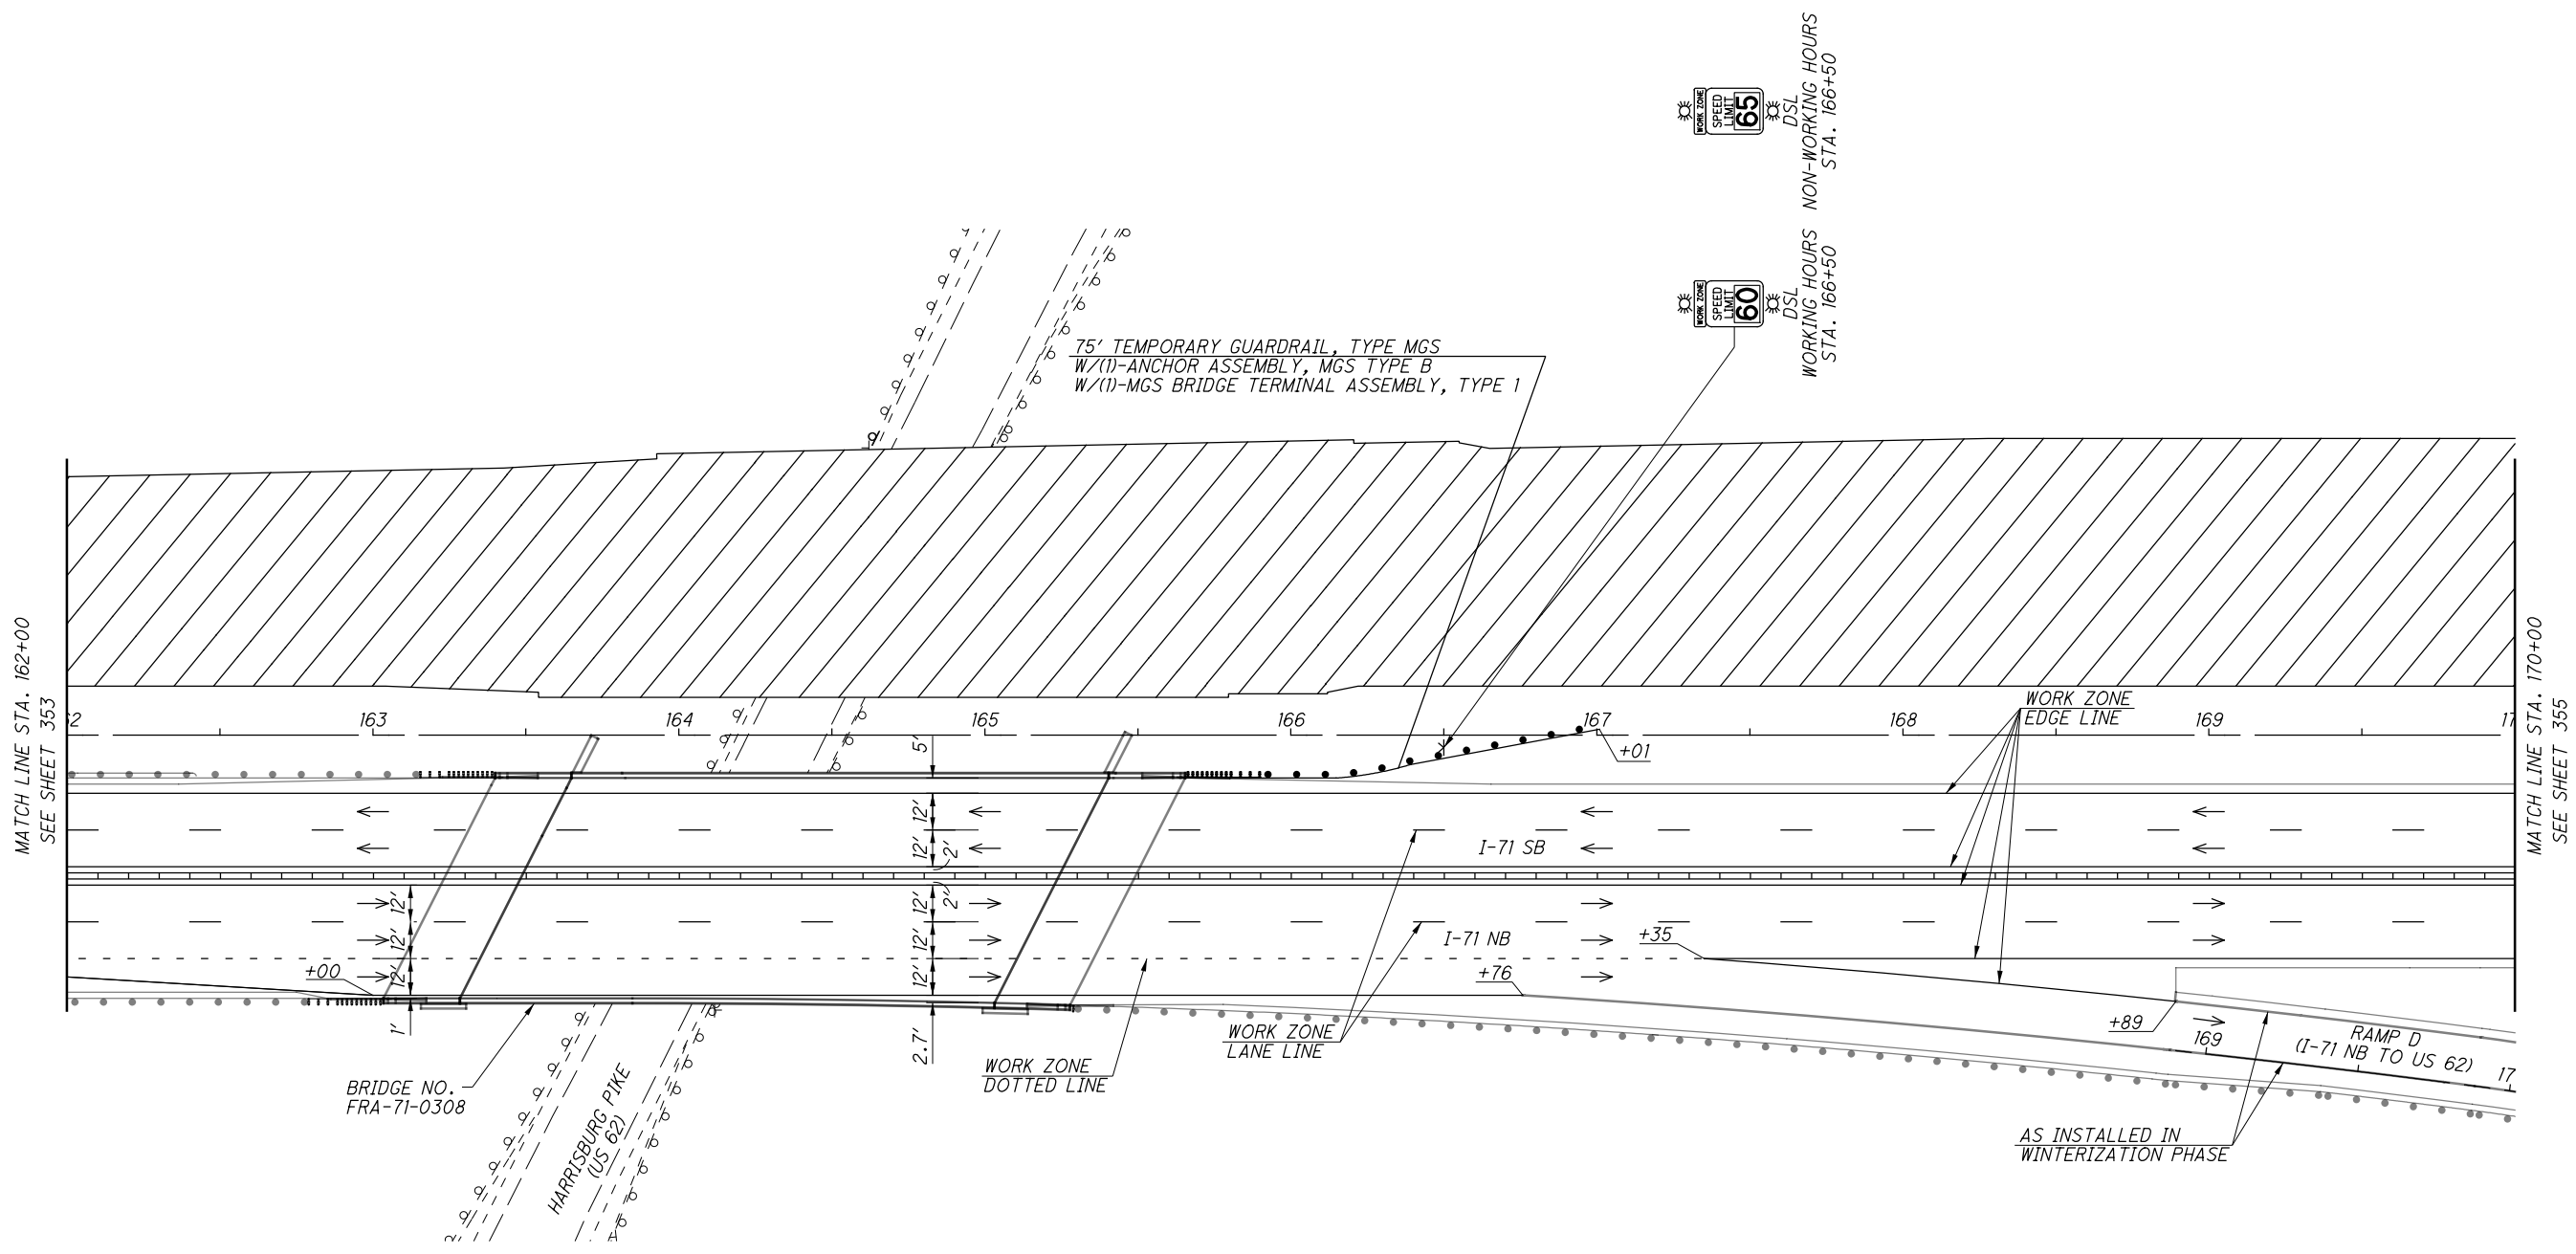 WORK ZONE
SPEED
LIMIT
65
DSL
NON-WORKING HOURS
STA. 166+50
WORK ZONE
SPEED
LIMIT
60
DSL
WORKING HOURS
STA. 166+50
75' TEMPORARY GUARDRAIL, TYPE MGS
W/(1)-ANCHOR ASSEMBLY, MGS TYPE B
W/(1)-MGS BRIDGE TERMINAL ASSEMBLY, TYPE 1
MATCH LINE STA. 162+00
SEE SHEET 353
MATCH LINE STA. 170+00
SEE SHEET 355
WORK ZONE
EDGE LINE
62
163
164
165
166
167
168
169
17
5'
+01
12'
12'
2'
I-71 SB
2'
12'
12'
12'
12'
12'
12'
I-71 NB
+35
+00
+76
1'
2.7'
+89
169
17
RAMP D
(I-71 NB TO US 62)
WORK ZONE
LANE LINE
WORK ZONE
DOTTED LINE
BRIDGE NO.
FRA-71-0308
HARRISBURG PIKE
(US 62)
AS INSTALLED IN
WINTERIZATION PHASE